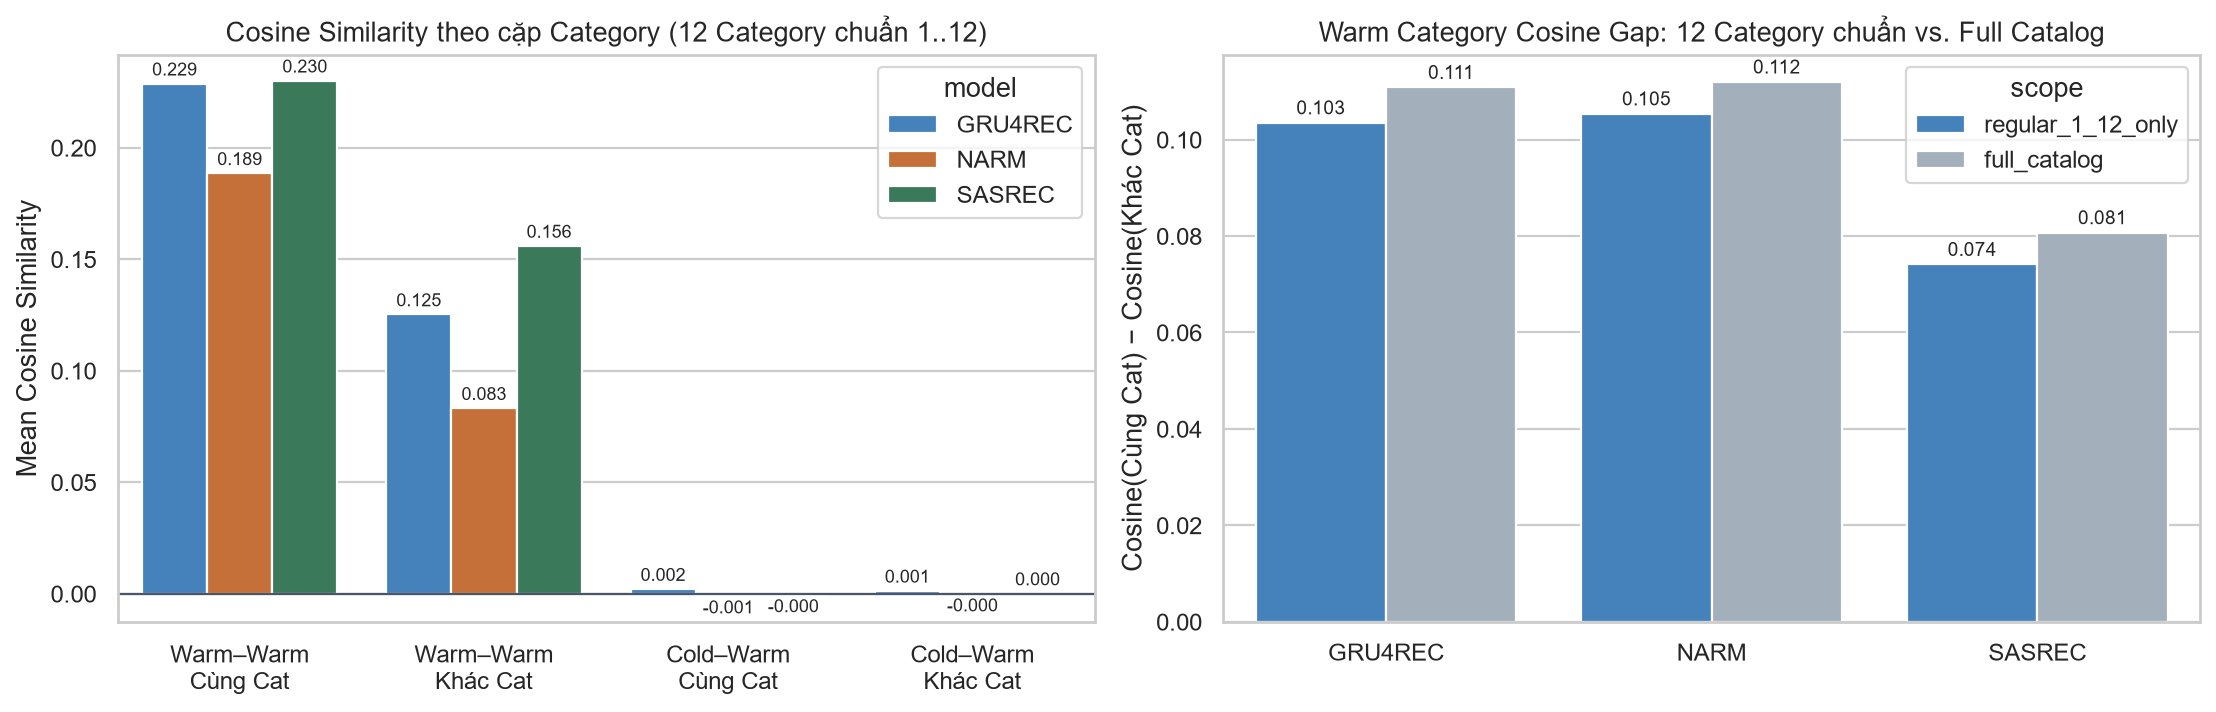 Cosine Similarity theo cặp Category (12 Category chuẩn 1..12)
Mean Cosine Similarity
0.20
0.15
0.10
0.05
0.00
0.229
0.189
0.230
0.125
0.083
0.156
0.002
-0.001
-0.000
0.001
-0.000
0.000
model
GRU4REC
NARM
SASREC
Warm–Warm
Cùng Cat
Warm–Warm
Khác Cat
Cold–Warm
Cùng Cat
Cold–Warm
Khác Cat
Warm Category Cosine Gap: 12 Category chuẩn vs. Full Catalog
Cosine(Cùng Cat) − Cosine(Khác Cat)
0.10
0.08
0.06
0.04
0.02
0.00
0.103
0.111
0.105
0.112
0.074
0.081
scope
regular_1_12_only
full_catalog
GRU4REC
NARM
SASREC